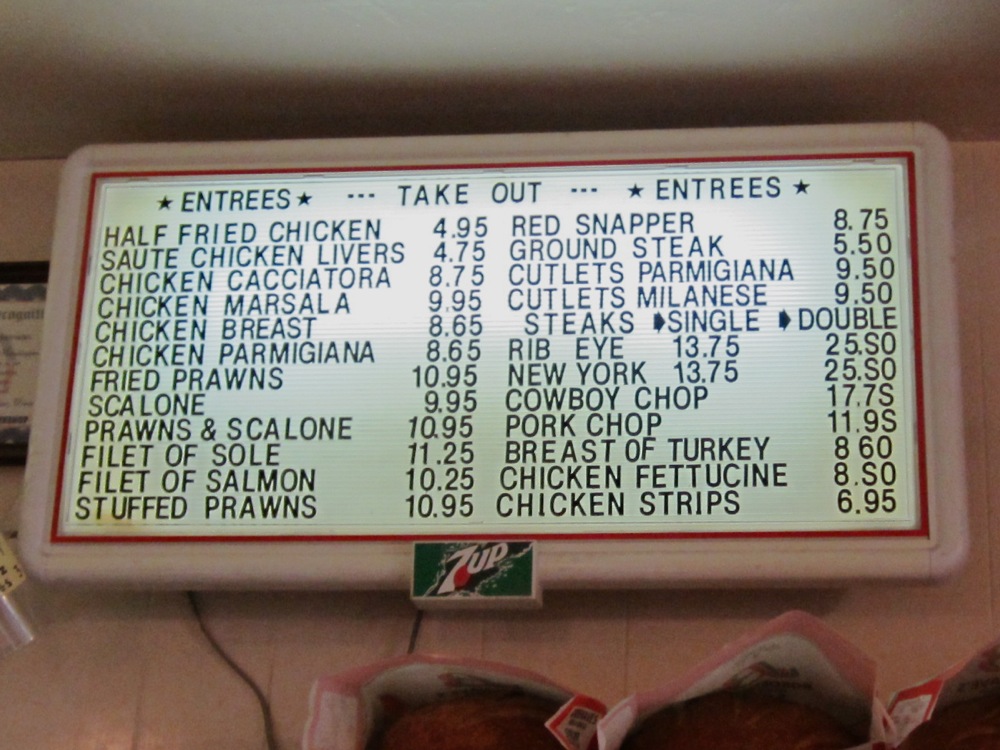 ★ ENTREES ★ --- TAKE OUT --- ★ ENTREES ★
HALF FRIED CHICKEN 4.95
SAUTE CHICKEN LIVERS 4.75
CHICKEN CACCIATORA 8.75
CHICKEN MARSALA 9.95
CHICKEN BREAST 8.65
CHICKEN PARMIGIANA 8.65
FRIED PRAWNS 10.95
SCALONE 9.95
PRAWNS & SCALONE 10.95
FILET OF SOLE 11.25
FILET OF SALMON 10.25
STUFFED PRAWNS 10.95
RED SNAPPER 8.75
GROUND STEAK 5.50
CUTLETS PARMIGIANA 9.50
CUTLETS MILANESE 9.50
STEAKS ➧SINGLE ➧DOUBLE
RIB EYE 13.75 25.S0
NEW YORK 13.75 25.S0
COWBOY CHOP 17.7S
PORK CHOP 11.9S
BREAST OF TURKEY 8 60
CHICKEN FETTUCINE 8.S0
CHICKEN STRIPS 6.95
7UP